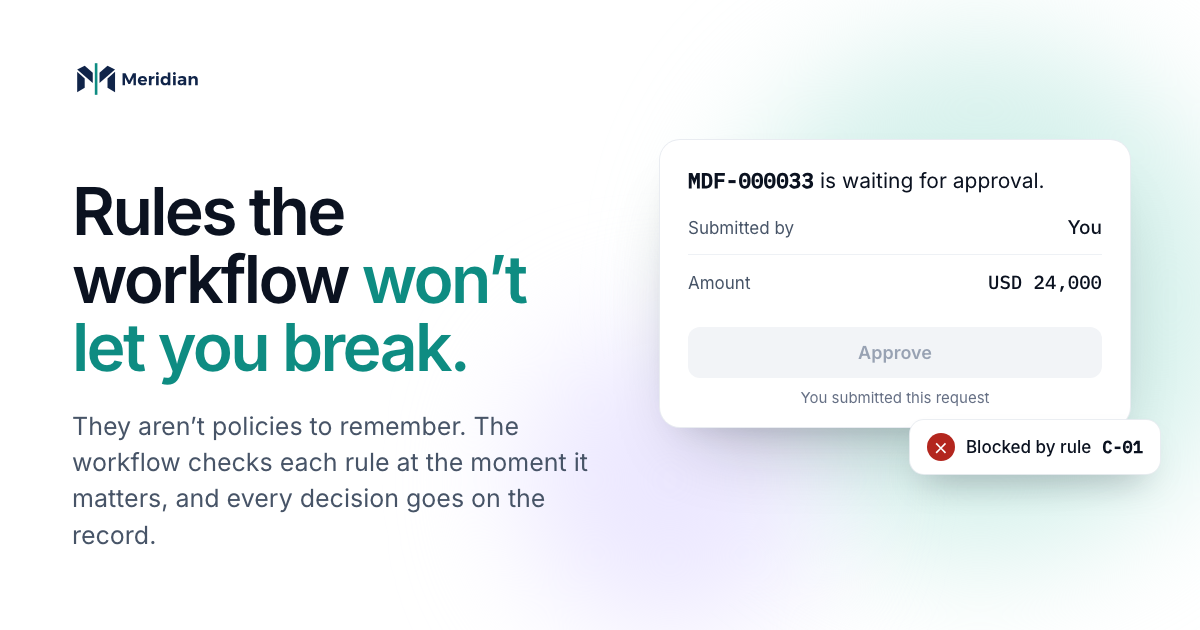 Meridian
Rules the
workflow won’t
let you break.
They aren’t policies to remember. The
workflow checks each rule at the moment it
matters, and every decision goes on the
record.
MDF-000033 is waiting for approval.
Submitted by You
Amount USD 24,000
Approve
You submitted this request
Blocked by rule C-01